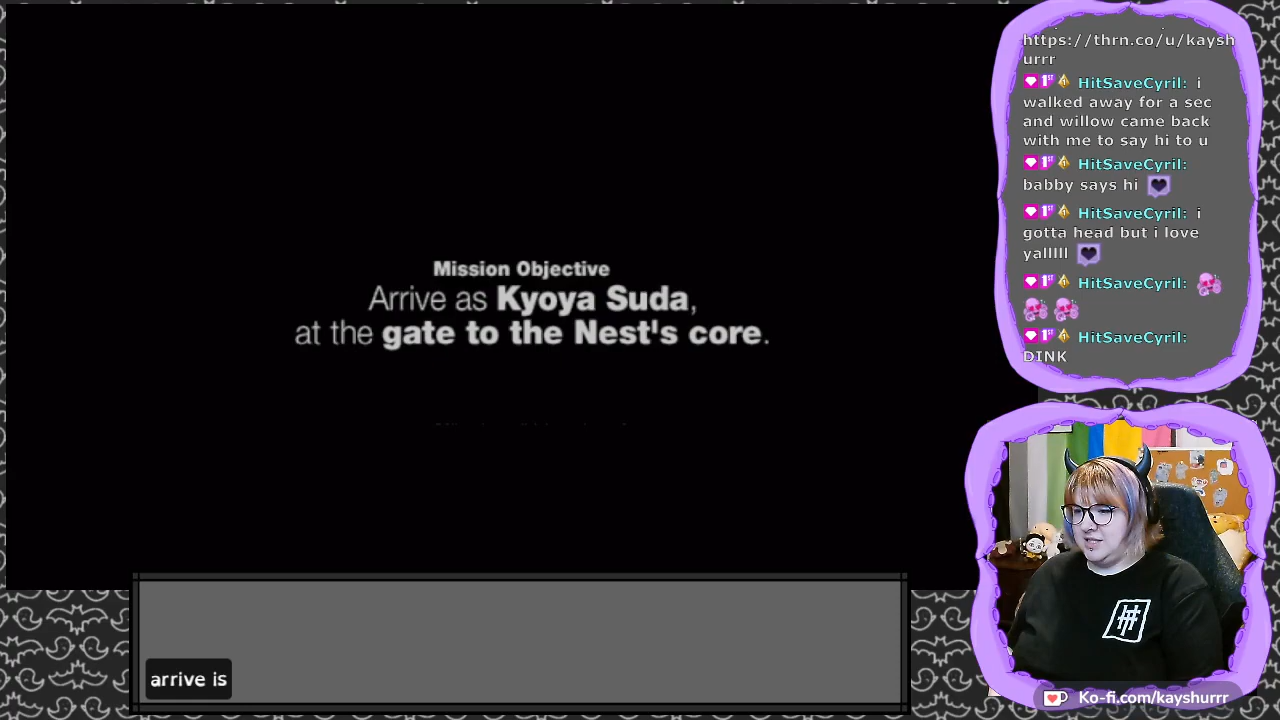 https://thrn.co/u/kaysh
urrr
HitSaveCyril: i
walked away for a sec
and willow came back
with me to say hi to u
HitSaveCyril:
babby says hi
HitSaveCyril: i
gotta head but i love
yalllll
HitSaveCyril:
HitSaveCyril:
DINK
Mission Objective
Arrive as Kyoya Suda,
at the gate to the Nest's core.
arrive is
Ko-fi.com/kayshurrr